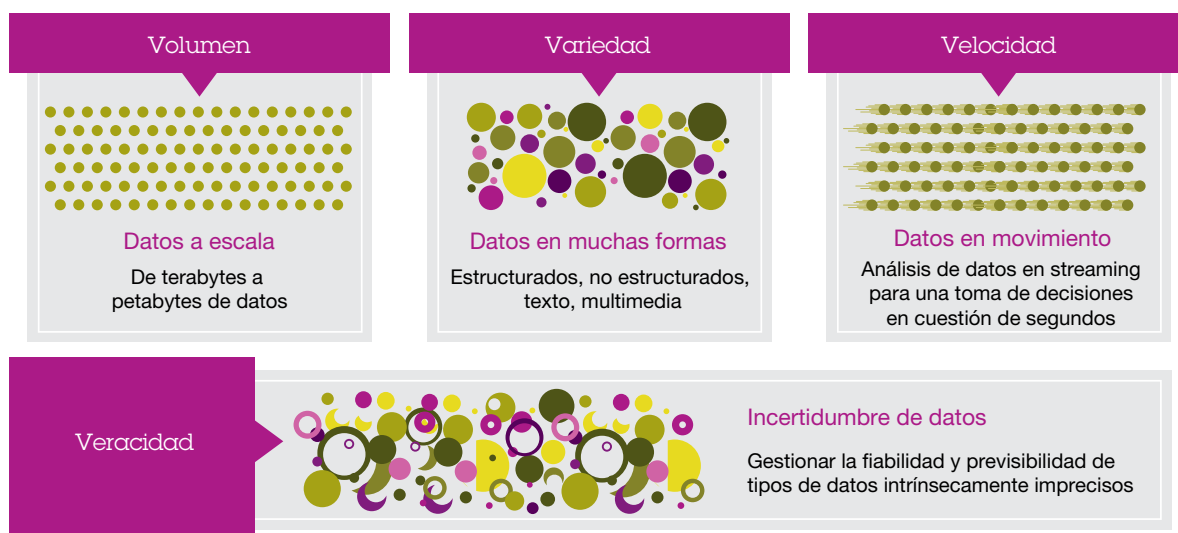 Volumen
Datos a escala
De terabytes a
petabytes de datos
Variedad
Datos en muchas formas
Estructurados, no estructurados,
texto, multimedia
Velocidad
Datos en movimiento
Análisis de datos en streaming
para una toma de decisiones
en cuestión de segundos
Veracidad
Incertidumbre de datos
Gestionar la fiabilidad y previsibilidad de
tipos de datos intrínsecamente imprecisos